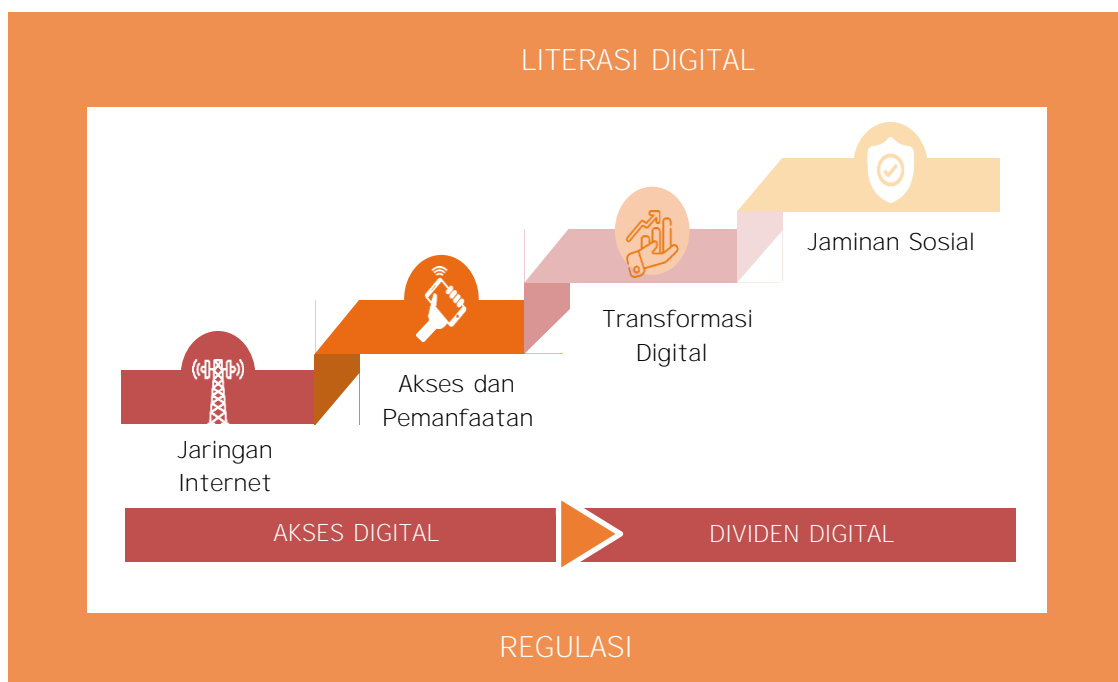 LITERASI DIGITAL
Jaminan Sosial
Transformasi
Digital
Akses dan
Pemanfaatan
Jaringan
Internet
AKSES DIGITAL
DIVIDEN DIGITAL
REGULASI